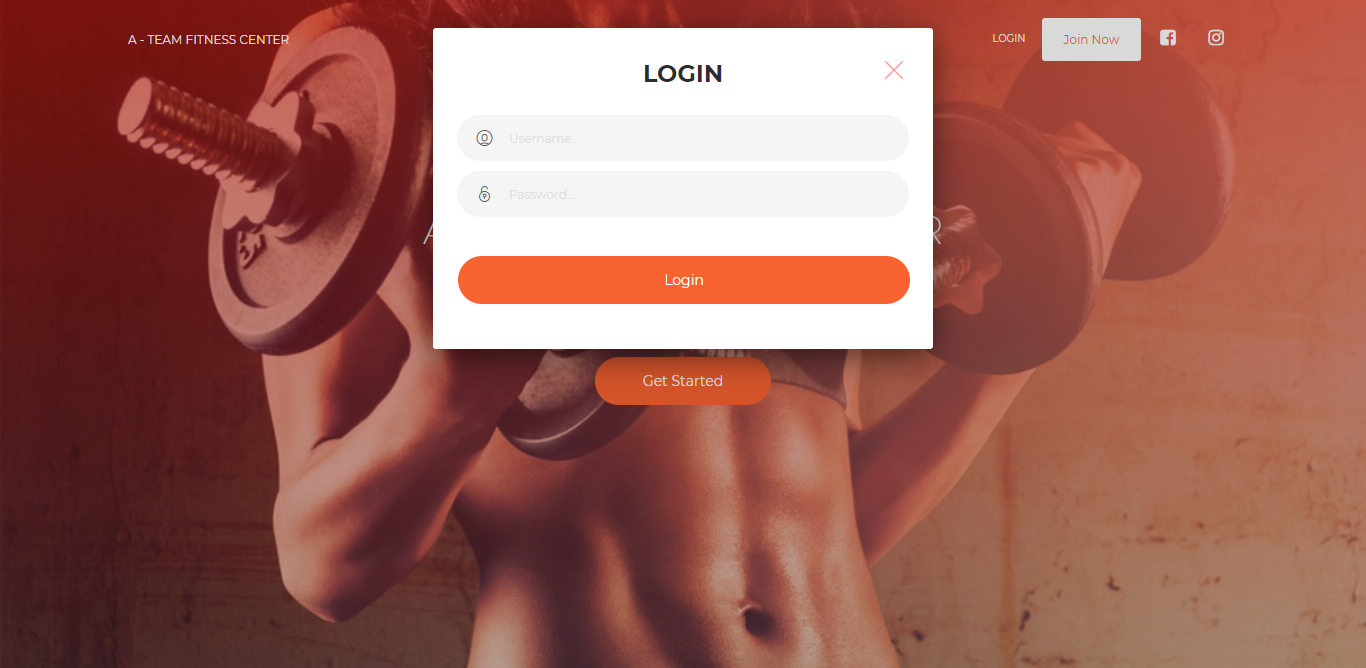 A - TEAM FITNESS CENTER
LOGIN
Join Now
LOGIN
Username...
Password...
Login
Get Started